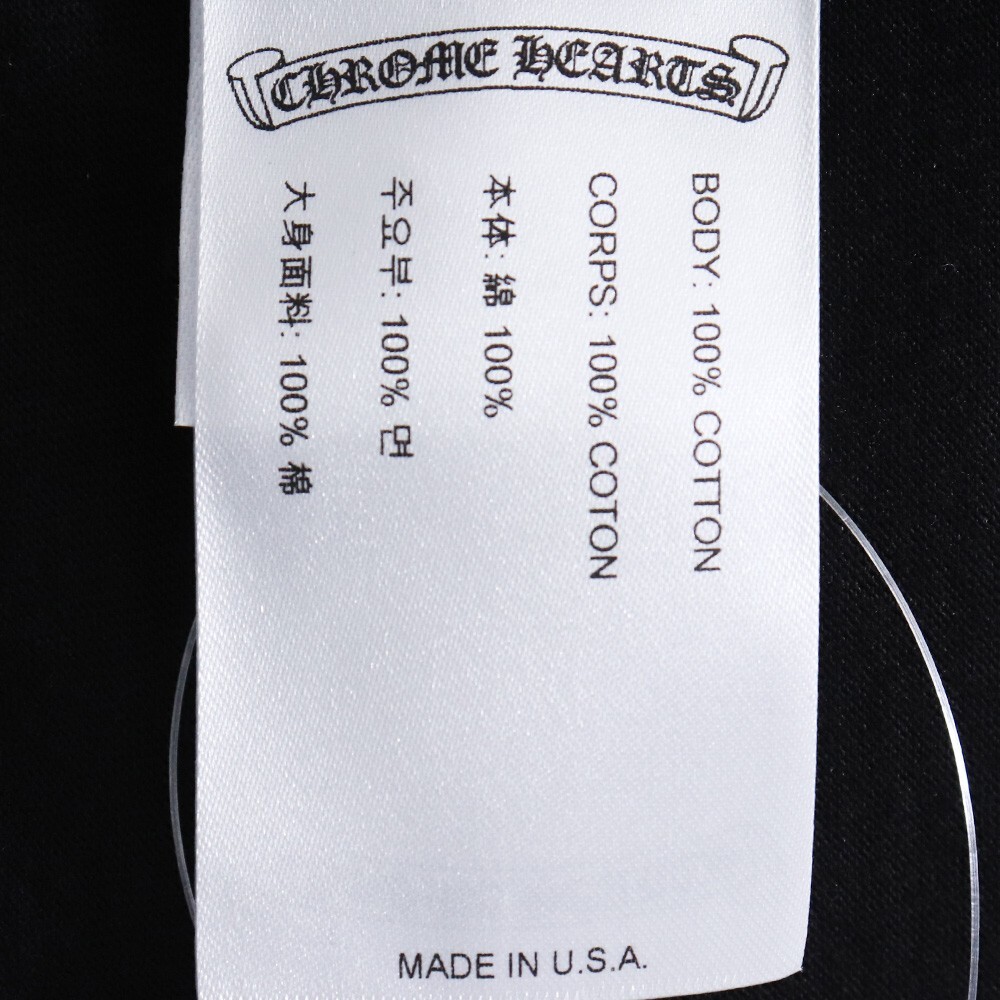 CHROME HEARTS
BODY: 100% COTTON
CORPS: 100% COTON
本体: 綿 100%
주요부: 100% 면
大身面料: 100% 棉
MADE IN U.S.A.